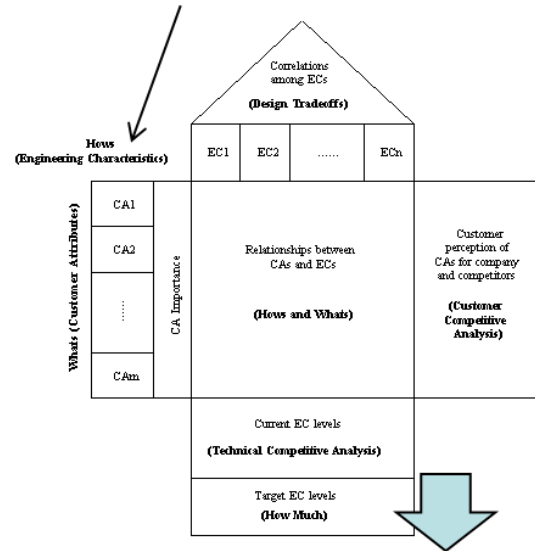 Correlations
among ECs
(Design Tradeoffs)
Hows
(Engineering Characteristics)
EC1
EC2
......
ECn
Whats (Customer Attributes)
CA1
CA2
......
CAm
CA Importance
Relationships between
CAs and ECs
(Hows and Whats)
Customer
perception of
CAs for company
and competitors
(Customer
Competitive
Analysis)
Current EC levels
(Technical Competitive Analysis)
Target EC levels
(How Much)